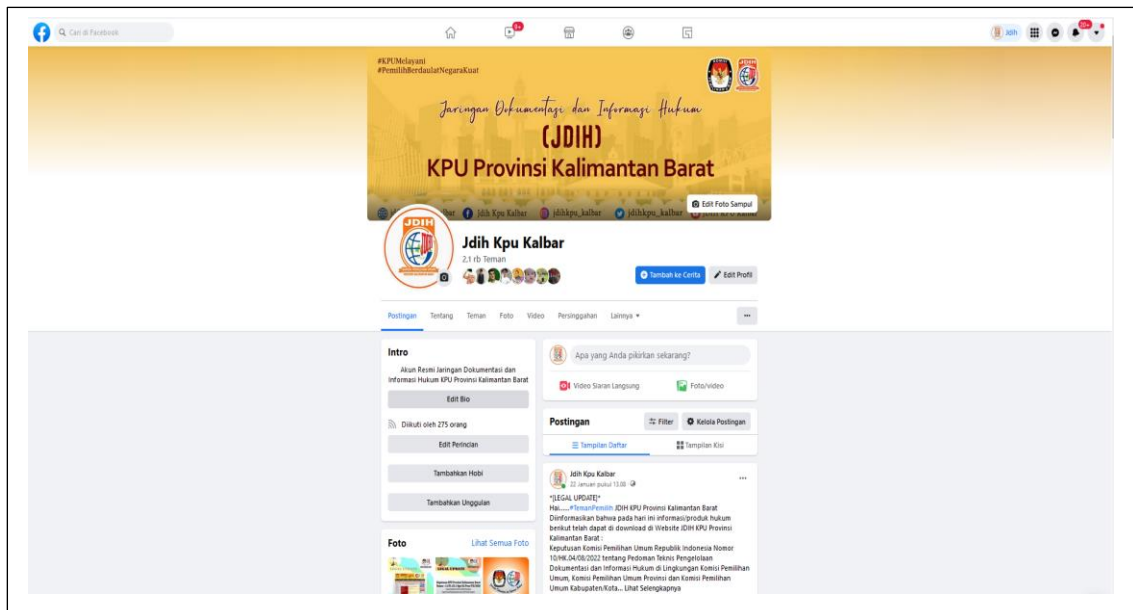 Cari di Facebook
9+
Jdih
20+
#KPUMelayani
#PemilihBerdaulatNegaraKuat
JDIH
Jaringan Dokumentasi dan Informasi Hukum
(JDIH)
KPU Provinsi Kalimantan Barat
Edit Foto Sampul
Jdih Kpu Kalbar
jdihkpu_kalbar
jdihkpu_kalbar
JDIH
Jdih Kpu Kalbar
2.1 rb Teman
Tambah ke Cerita
Edit Profil
Postingan Tentang Teman Foto Video Persinggahan Lainnya
Intro
Akun Resmi Jaringan Dokumentasi dan
Informasi Hukum KPU Provinsi Kalimantan Barat
Edit Bio
Diikuti oleh 275 orang
Edit Perincian
Tambahkan Hobi
Tambahkan Unggulan
Foto
Lihat Semua Foto
Apa yang Anda pikirkan sekarang?
Video Siaran Langsung
Foto/video
Postingan
Filter
Kelola Postingan
Tampilan Daftar
Tampilan Kisi
Jdih Kpu Kalbar
22 Januari pukul 13.08
*[LEGAL UPDATE]*
Hai.....#TemanPemilih JDIH KPU Provinsi Kalimantan Barat
Diinformasikan bahwa pada hari ini informasi/produk hukum
berikut telah dapat di download di Website JDIH KPU Provinsi
Kalimantan Barat :
Keputusan Komisi Pemilihan Umum Republik Indonesia Nomor
10/HK.04/08/2022 tentang Pedoman Teknis Pengelolaan
Dokumentasi dan Informasi Hukum di Lingkungan Komisi Pemilihan
Umum, Komisi Pemilihan Umum Provinsi dan Komisi Pemilihan
Umum Kabupaten/Kota... Lihat Selengkapnya